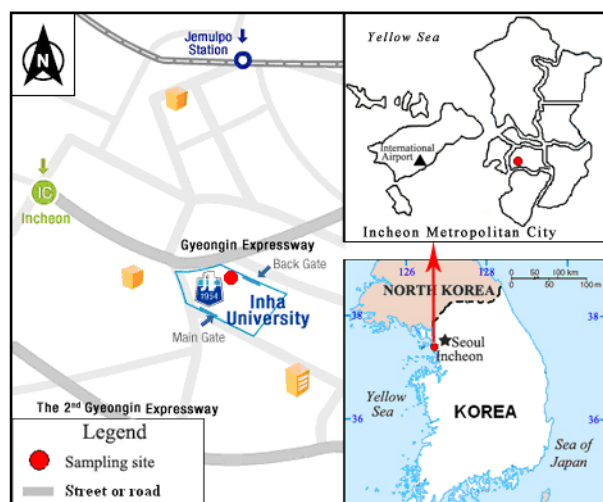 N
Jemulpo
Station
IC
Incheon
Gyeongin Expressway
Back Gate
1954
Inha
University
Main Gate
The 2nd Gyeongin Expressway
Legend
Sampling site
Street or road
Yellow Sea
International
Airport
Incheon Metropolitan City
126
128
0 50 100 km
0 50 100 m
NORTH KOREA
38
38
Seoul
Incheon
Yellow
Sea
KOREA
36
36
Sea of
Japan